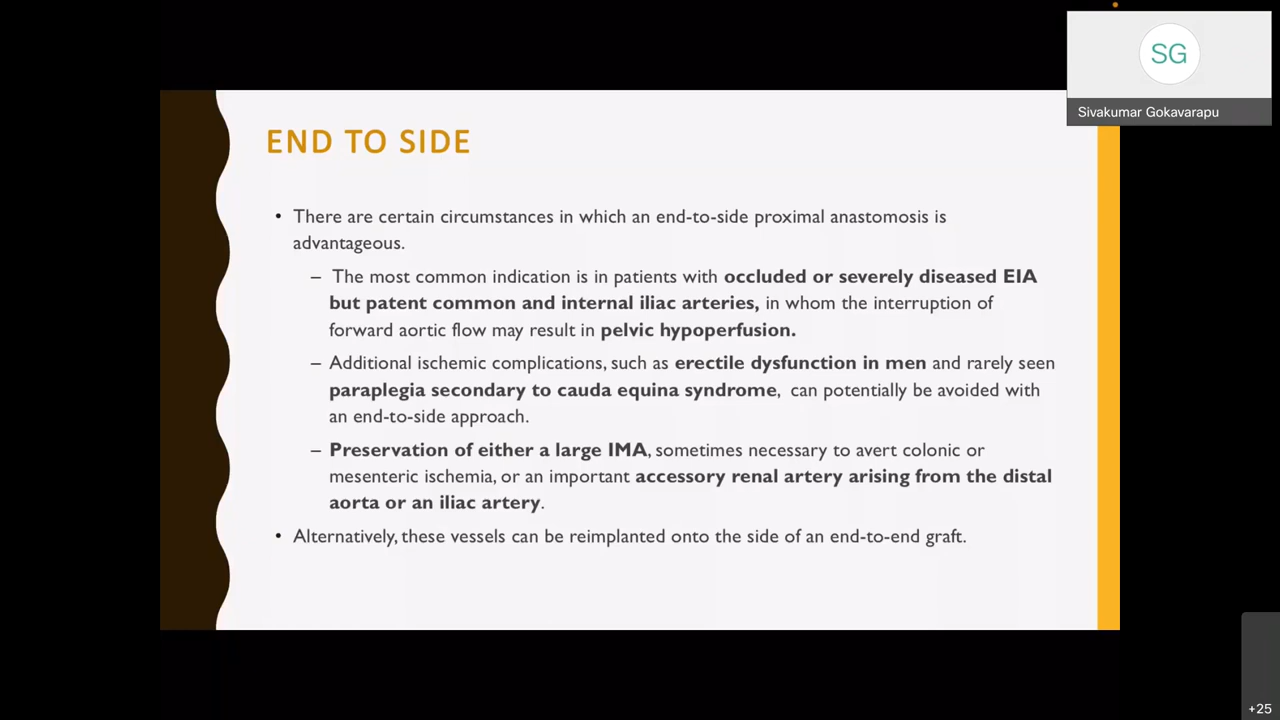 SG
Sivakumar Gokavarapu
END TO SIDE
• There are certain circumstances in which an end-to-side proximal anastomosis is
advantageous.
– The most common indication is in patients with occluded or severely diseased EIA
but patent common and internal iliac arteries, in whom the interruption of
forward aortic flow may result in pelvic hypoperfusion.
– Additional ischemic complications, such as erectile dysfunction in men and rarely seen
paraplegia secondary to cauda equina syndrome, can potentially be avoided with
an end-to-side approach.
– Preservation of either a large IMA, sometimes necessary to avert colonic or
mesenteric ischemia, or an important accessory renal artery arising from the distal
aorta or an iliac artery.
• Alternatively, these vessels can be reimplanted onto the side of an end-to-end graft.
+25